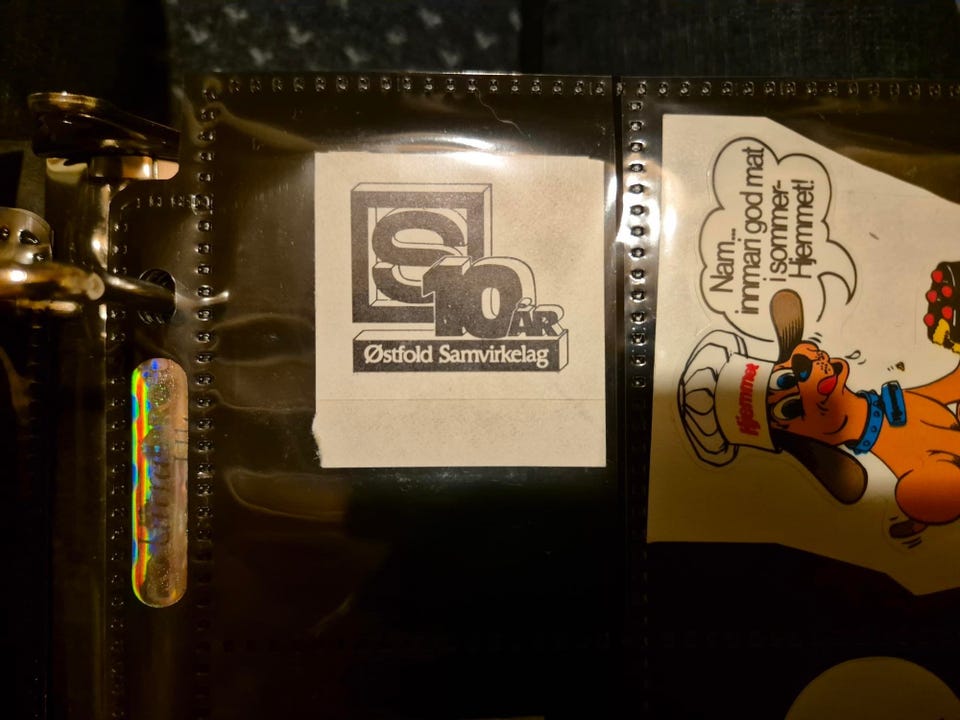 S
10 ÅR
Østfold Samvirkelag
Nam...
innmari god mat
i sommer-
Hjemmet!
Hjemmet